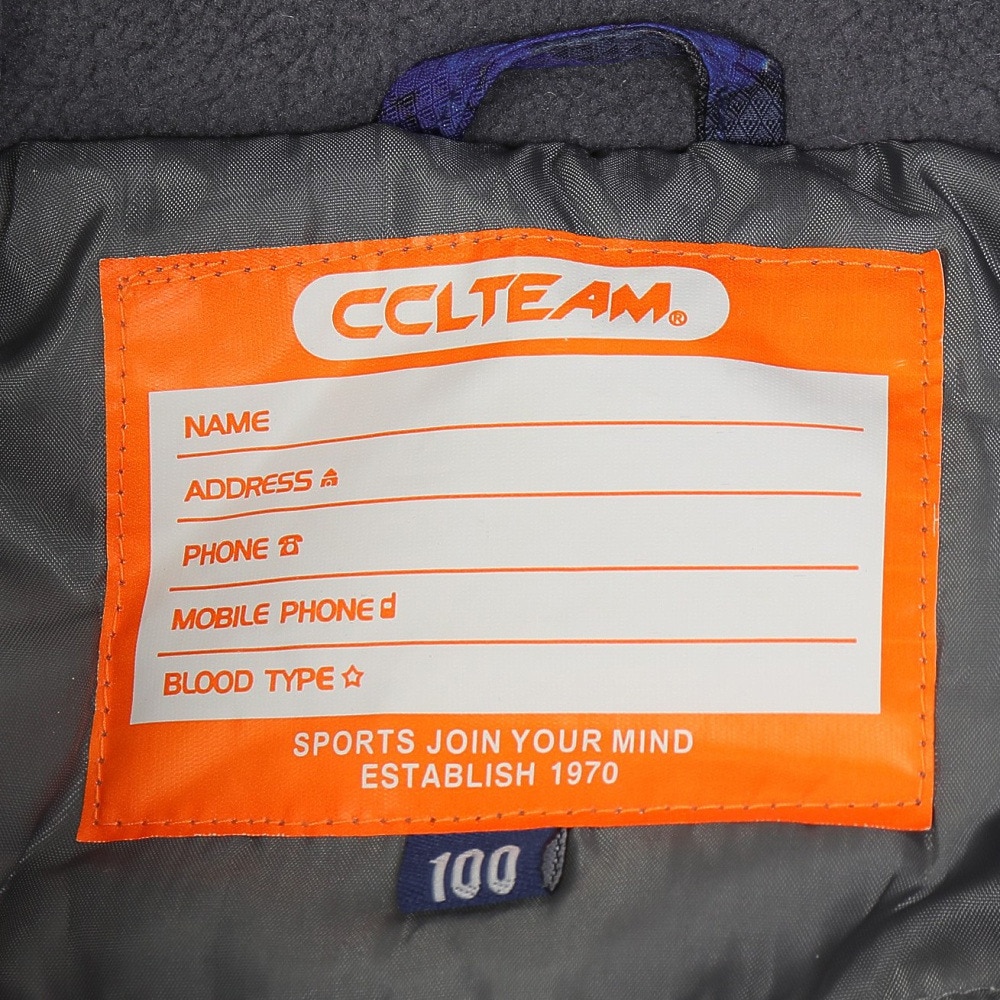 CCLTEAM®
NAME
ADDRESS
PHONE
MOBILE PHONE
BLOOD TYPE
SPORTS JOIN YOUR MIND
ESTABLISH 1970
100